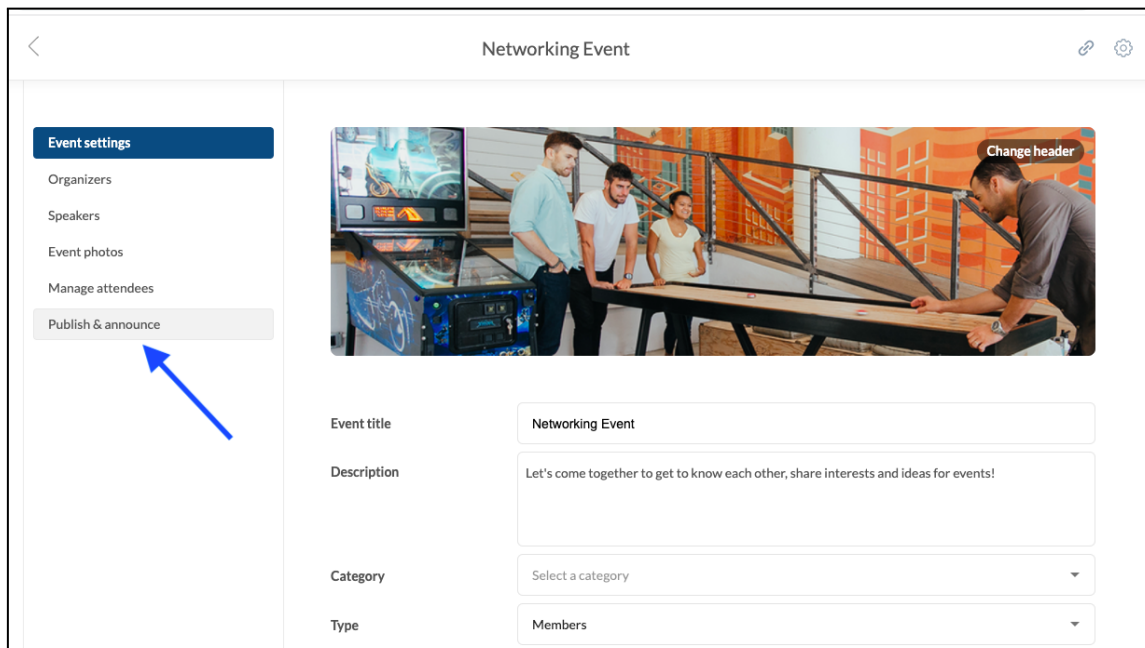 Networking Event
Event settings
Organizers
Speakers
Event photos
Manage attendees
Publish & announce
Change header
Event title
Networking Event
Description
Let's come together to get to know each other, share interests and ideas for events!
Category
Select a category
Type
Members